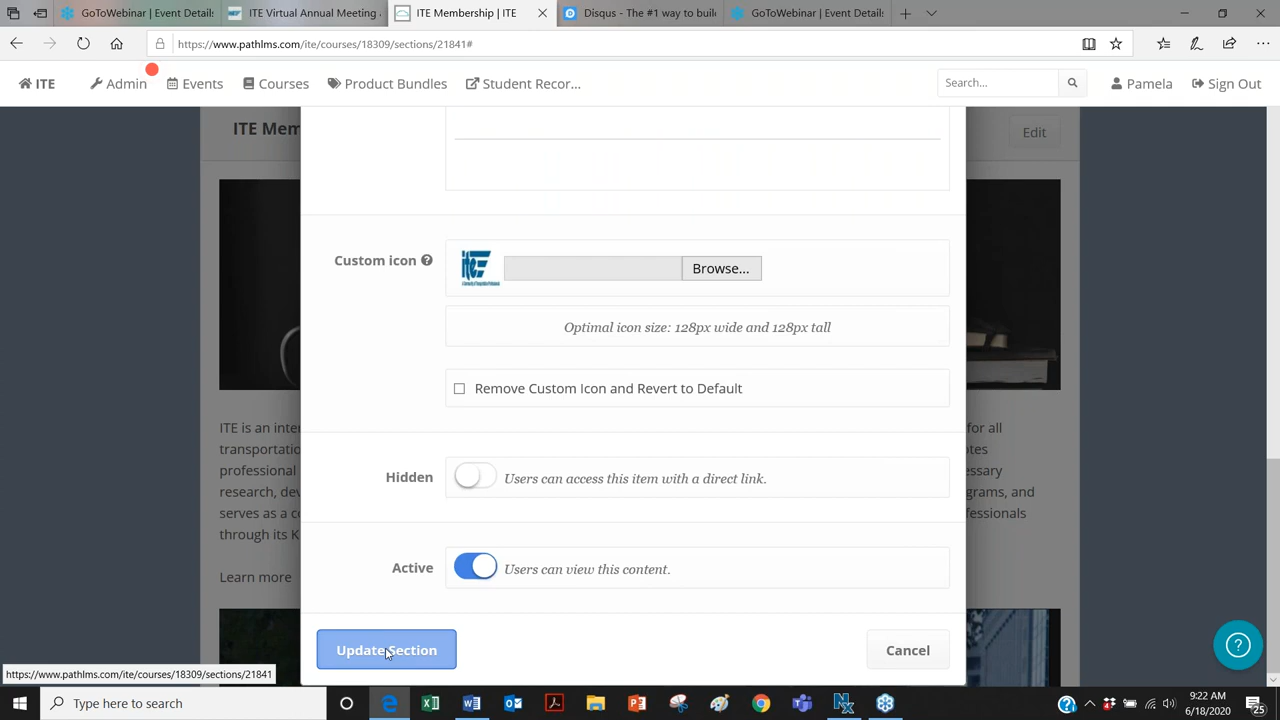 GoToWebinar | Event Details
ITE Virtual Annual Meeting
ITE Membership | ITE
Disqus - The #1 way to buil
GoToWebinar | Event Details
https://www.pathlms.com/ite/courses/18309/sections/21841#
ITE
Admin
Events
Courses
Product Bundles
Student Recor...
Search...
Pamela
Sign Out
ITE Mem
Edit
Custom icon
ite
Browse...
Optimal icon size: 128px wide and 128px tall
Remove Custom Icon and Revert to Default
ITE is an inter
for all
transportatio
otes
professional
essary
research, dev
grams, and
serves as a co
ofessionals
through its K
Hidden
Users can access this item with a direct link.
Active
Users can view this content.
Learn more
Update Section
Cancel
https://www.pathlms.com/ite/courses/18309/sections/21841
Type here to search
9:22 AM
6/18/2020
25